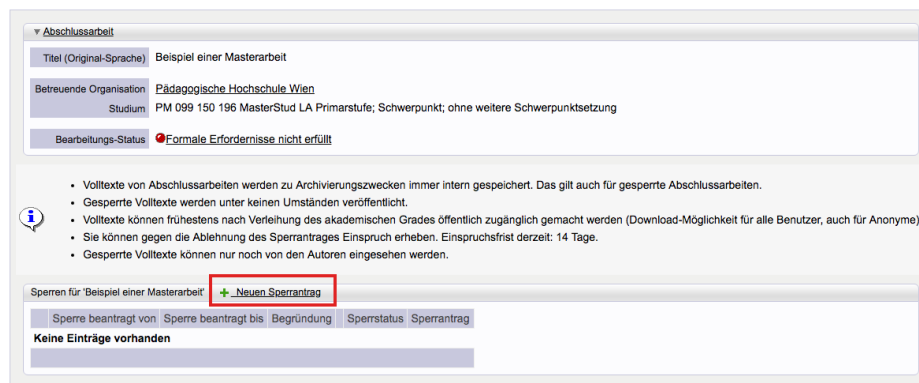 Abschlussarbeit
Titel (Original-Sprache) Beispiel einer Masterarbeit
Betreuende Organisation Pädagogische Hochschule Wien
Studium PM 099 150 196 MasterStud LA Primarstufe; Schwerpunkt; ohne weitere Schwerpunktsetzung
Bearbeitungs-Status Formale Erfordernisse nicht erfüllt
• Volltexte von Abschlussarbeiten werden zu Archivierungszwecken immer intern gespeichert. Das gilt auch für gesperrte Abschlussarbeiten.
• Gesperrte Volltexte werden unter keinen Umständen veröffentlicht.
• Volltexte können frühestens nach Verleihung des akademischen Grades öffentlich zugänglich gemacht werden (Download-Möglichkeit für alle Benutzer, auch für Anonyme)
• Sie können gegen die Ablehnung des Sperrantrages Einspruch erheben. Einspruchsfrist derzeit: 14 Tage.
• Gesperrte Volltexte können nur noch von den Autoren eingesehen werden.
Sperren für 'Beispiel einer Masterarbeit' + Neuen Sperrantrag
Sperre beantragt von Sperre beantragt bis Begründung Sperrstatus Sperrantrag
Keine Einträge vorhanden